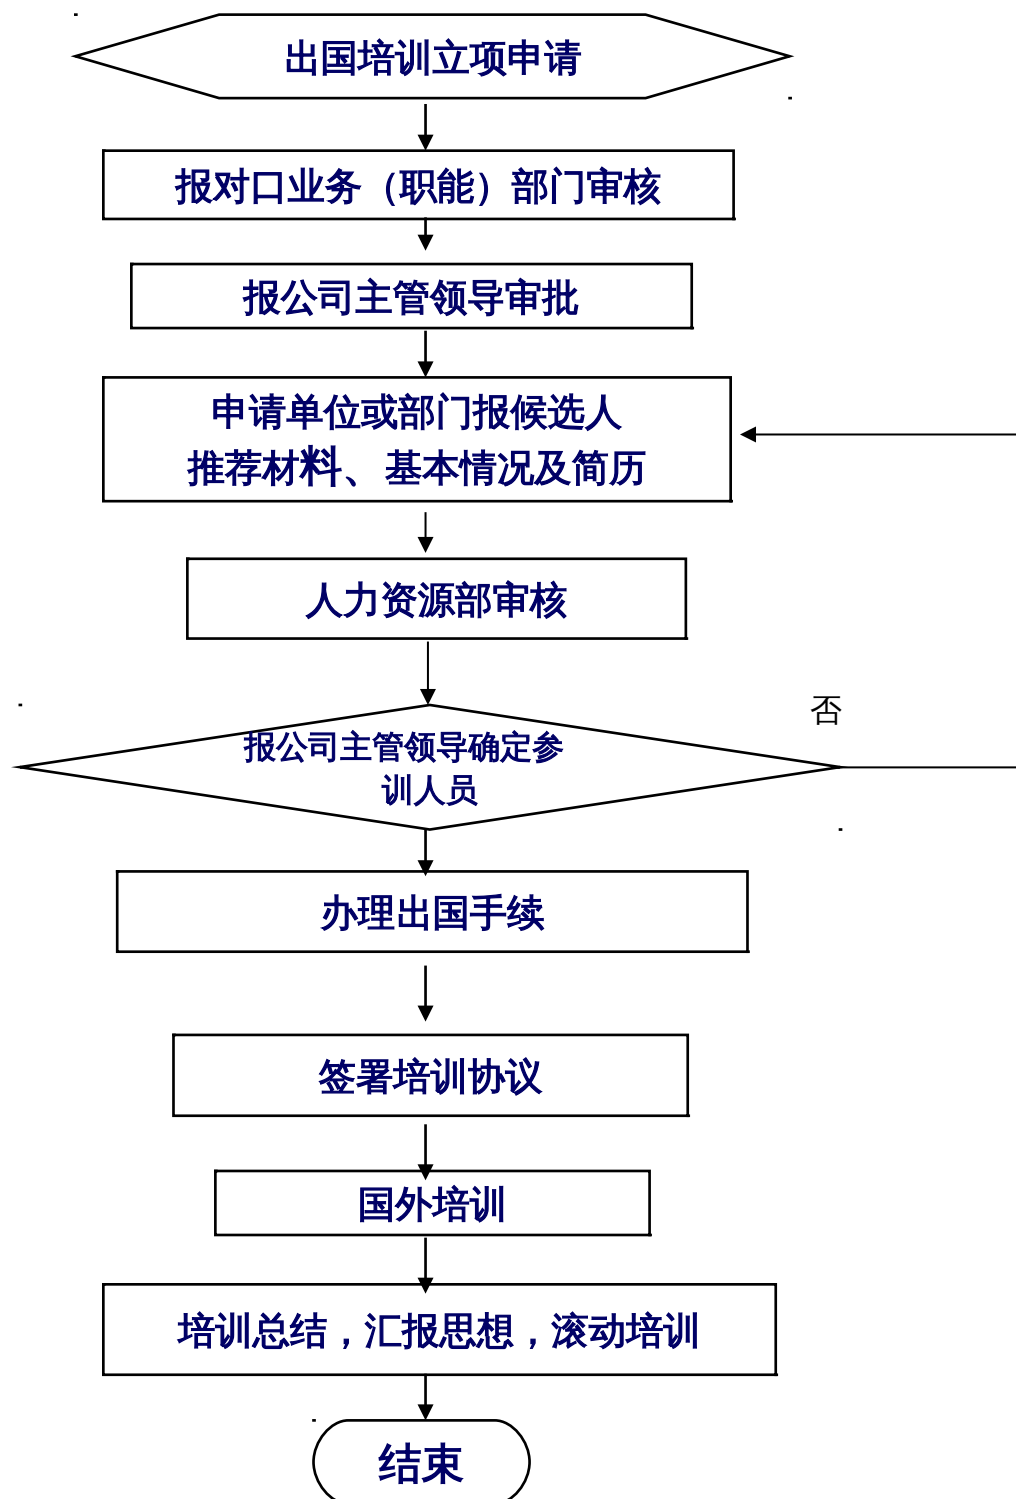 出国培训立项申请
报对口业务（职能）部门审核
报公司主管领导审批
申请单位或部门报候选人
推荐材料、基本情况及简历
人力资源部审核
否
报公司主管领导确定参
训人员
办理出国手续
签署培训协议
国外培训
培训总结，汇报思想，滚动培训
结束